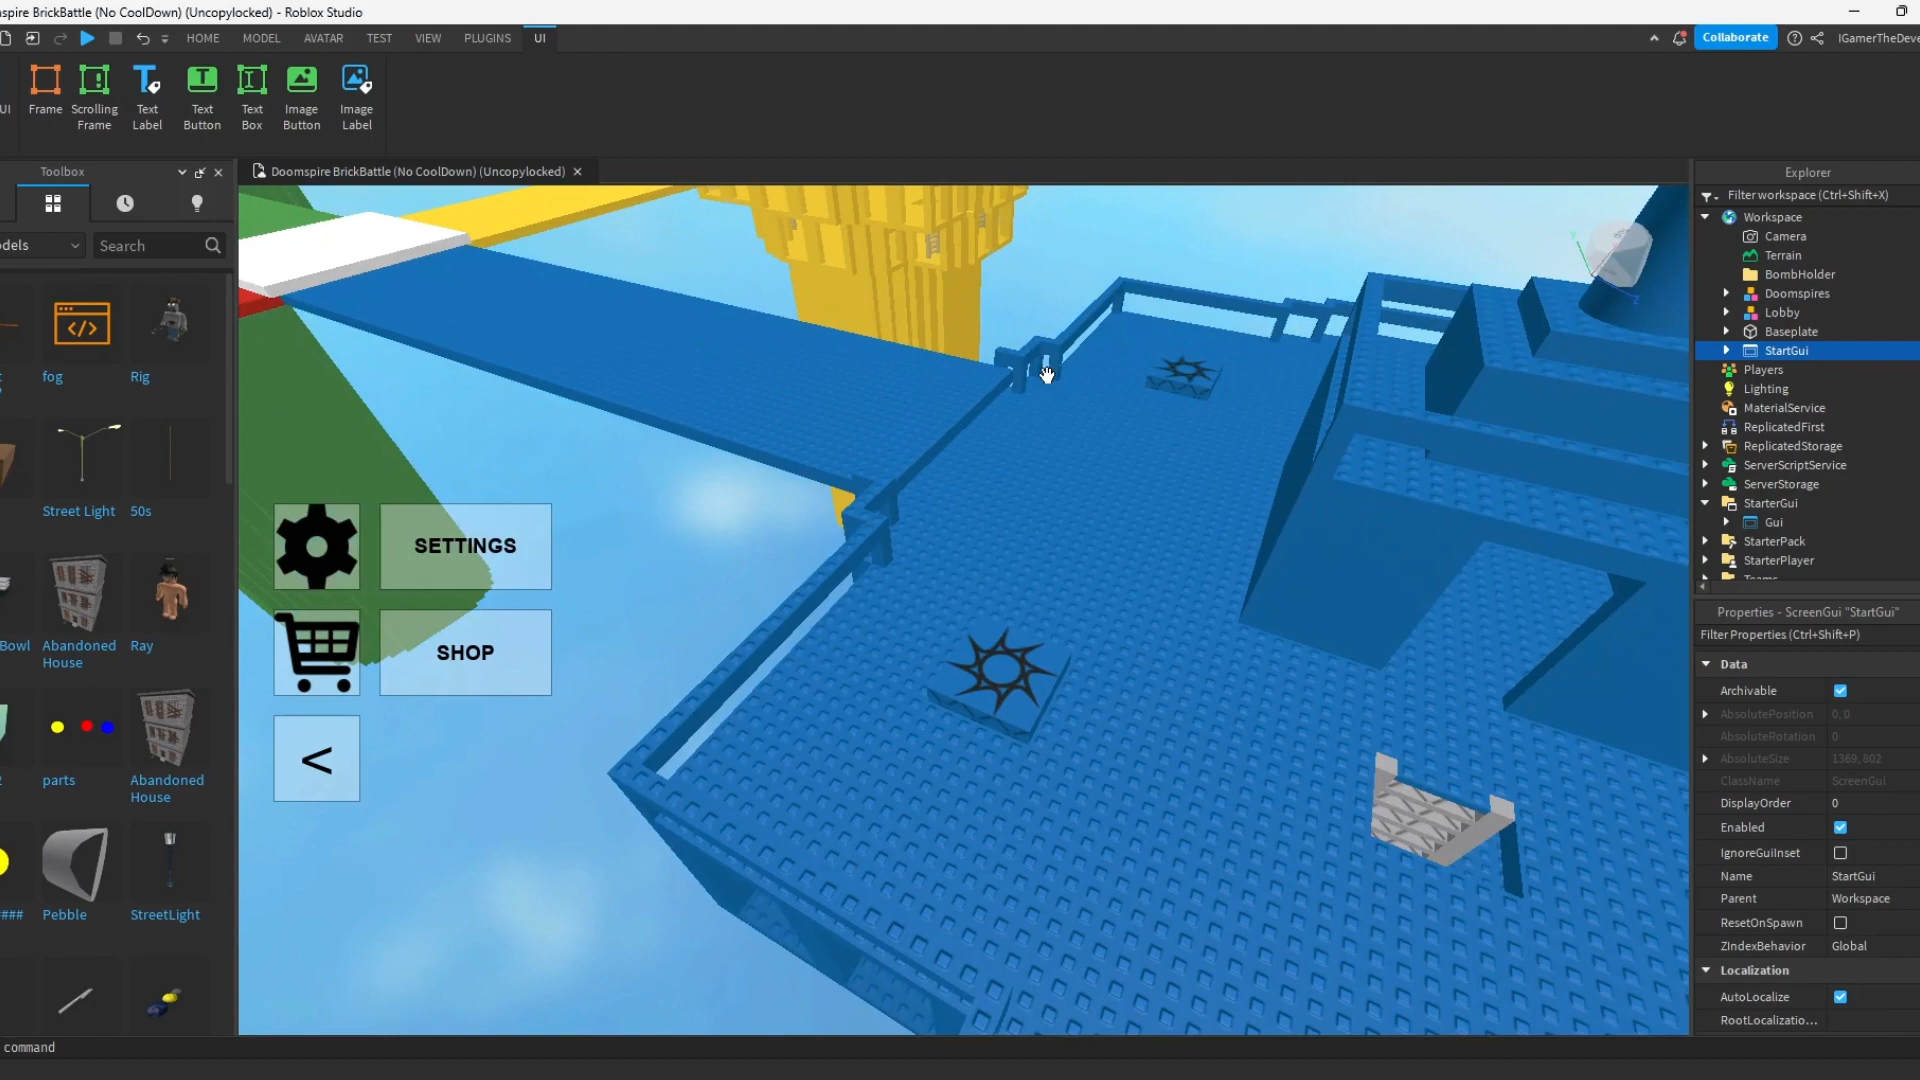 spire BrickBattle (No CoolDown) (Uncopylocked) - Roblox Studio
HOME MODEL AVATAR TEST VIEW PLUGINS UI
Collaborate
IGamerTheDeve
UI
Frame
Scrolling
Frame
Text
Label
Text
Button
Text
Box
Image
Button
Image
Label
Toolbox
Doomspire BrickBattle (No CoolDown) (Uncopylocked)
dels
Search
fog
Rig
Street Light
50s
Bowl
Abandoned
House
Ray
parts
Abandoned
House
###
Pebble
StreetLight
SETTINGS
SHOP
<
Explorer
Filter workspace (Ctrl+Shift+X)
Workspace
Camera
Terrain
BombHolder
Doomspires
Lobby
Baseplate
StartGui
Players
Lighting
MaterialService
ReplicatedFirst
ReplicatedStorage
ServerScriptService
ServerStorage
StarterGui
Gui
StarterPack
StarterPlayer
Teams
Properties - ScreenGui "StartGui"
Filter Properties (Ctrl+Shift+P)
Data
Archivable
AbsolutePosition 0, 0
AbsoluteRotation 0
AbsoluteSize 1369, 802
ClassName ScreenGui
DisplayOrder 0
Enabled
IgnoreGuiInset
Name StartGui
Parent Workspace
ResetOnSpawn
ZIndexBehavior Global
Localization
AutoLocalize
RootLocalizatio...
command